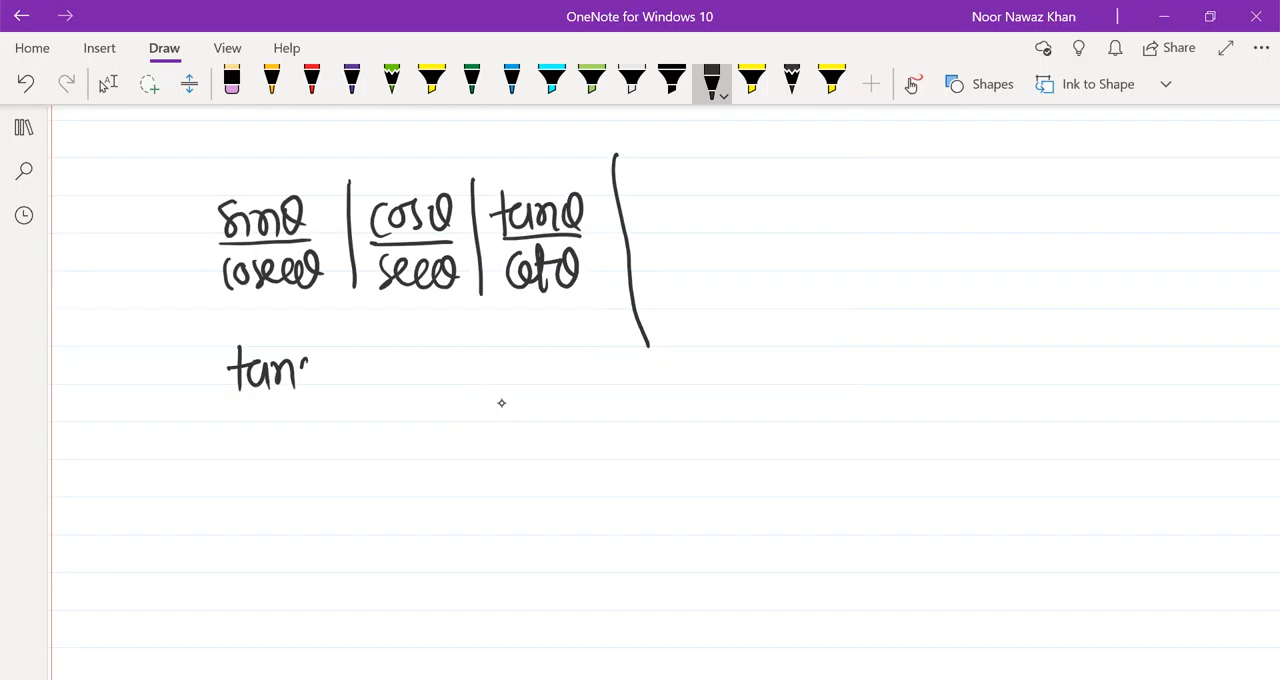 OneNote for Windows 10
Noor Nawaz Khan
Home Insert Draw View Help
Share
Shapes
Ink to Shape
sinθ cosθ tanθ
cosecθ secθ cotθ
tan